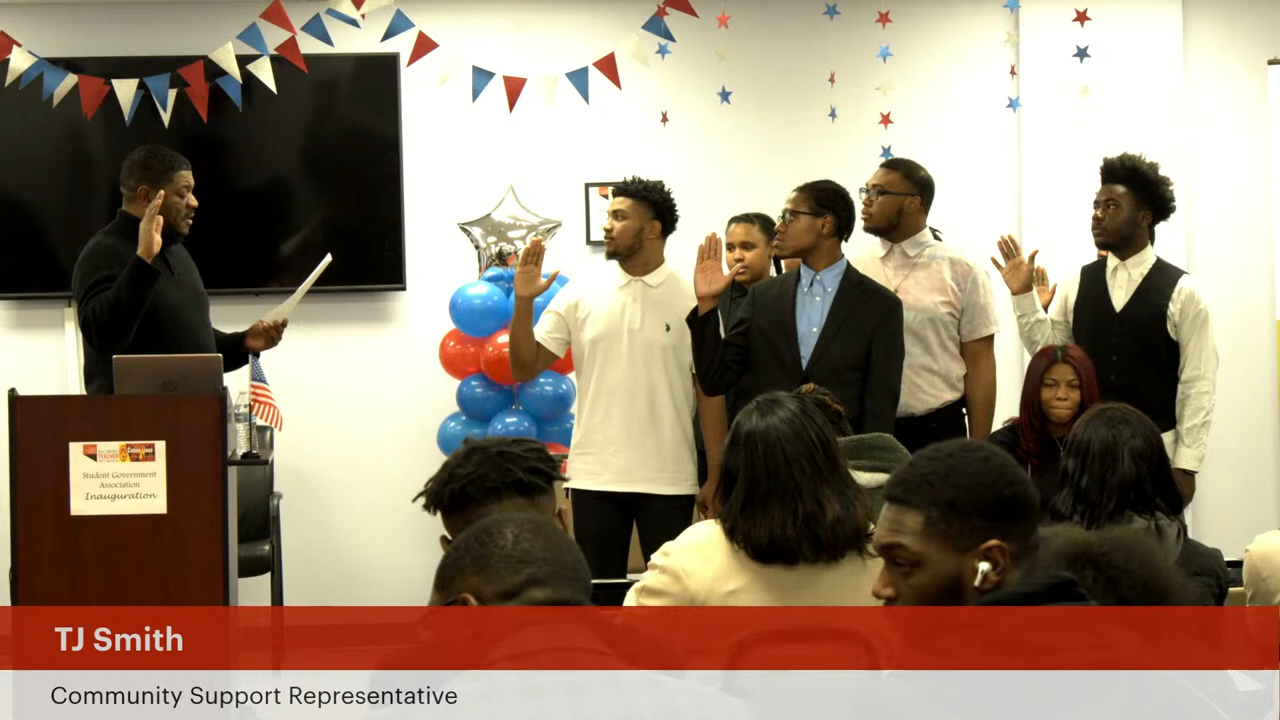 Student Government
Association
Inauguration
TJ Smith
Community Support Representative